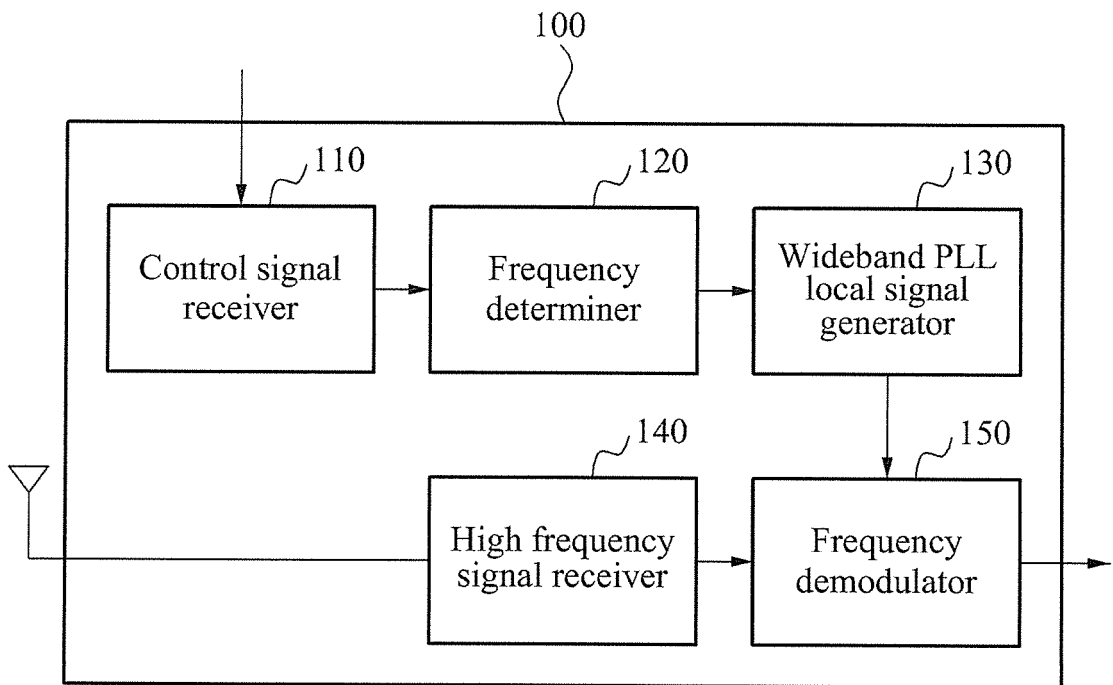 100
110
120
130
Control signal
receiver
Frequency
determiner
Wideband PLL
local signal
generator
140
150
High frequency
signal receiver
Frequency
demodulator